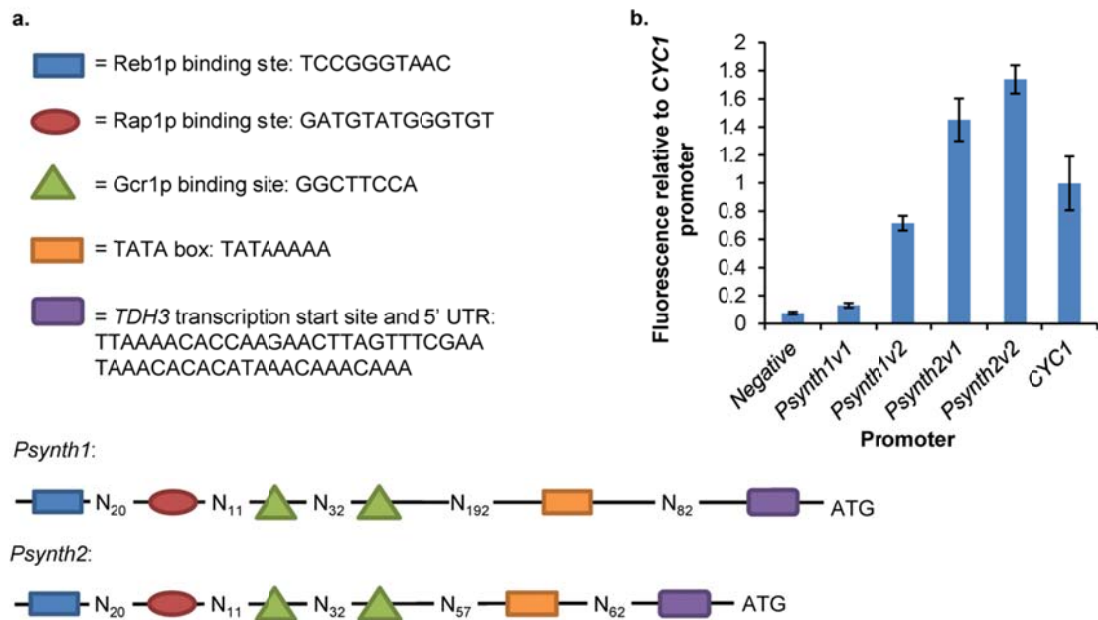 a.
= Reb1p binding site: TCCGGGTAAC
= Rap1p binding site: GATGTATGGGTGT
= Gcr1p binding site: GGCTTCCA
= TATA box: TATAAAAA
= TDH3 transcription start site and 5' UTR:
TTAAAACACCAAGAACTTAGTTTCGAA
TAAACACACATAAACAAACAAA
b.
Fluorescence relative to CYC1
promoter
2
1.8
1.6
1.4
1.2
1
0.8
0.6
0.4
0.2
0
Negative
Psynth1v1
Psynth1v2
Psynth2v1
Psynth2v2
CYC1
Promoter
Psynth1:
N20 N11 N32 N192 N82 ATG
Psynth2:
N20 N11 N32 N57 N62 ATG